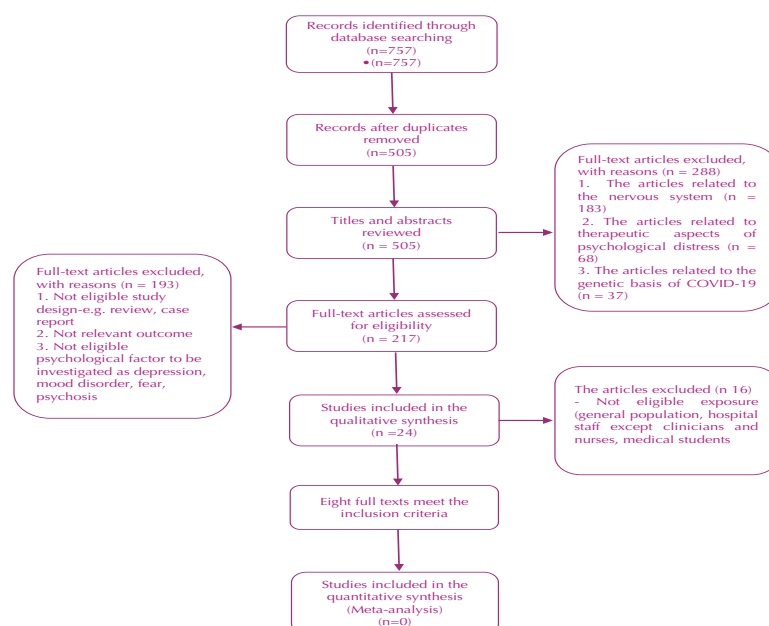 Records identified through
database searching
(n=757)
•(n=757)
Records after duplicates
removed
(n=505)
Titles and abstracts
reviewed
(n = 505)
Full-text articles excluded,
with reasons (n = 288)
1. The articles related to
the nervous system (n =
183)
2. The articles related to
therapeutic aspects of
psychological distress (n =
68)
3. The articles related to the
genetic basis of COVID-19
(n = 37)
Full-text articles excluded,
with reasons (n = 193)
1. Not eligible study
design-e.g. review, case
report
2. Not relevant outcome
3. Not eligible
psychological factor to be
investigated as depression,
mood disorder, fear,
psychosis
Full-text articles assessed
for eligibility
(n = 217)
Studies included in the
qualitative synthesis
(n =24)
The articles excluded (n 16)
- Not eligible exposure
(general population, hospital
staff except clinicians and
nurses, medical students
Eight full texts meet the
inclusion criteria
Studies included in the
quantitative synthesis
(Meta-analysis)
(n=0)